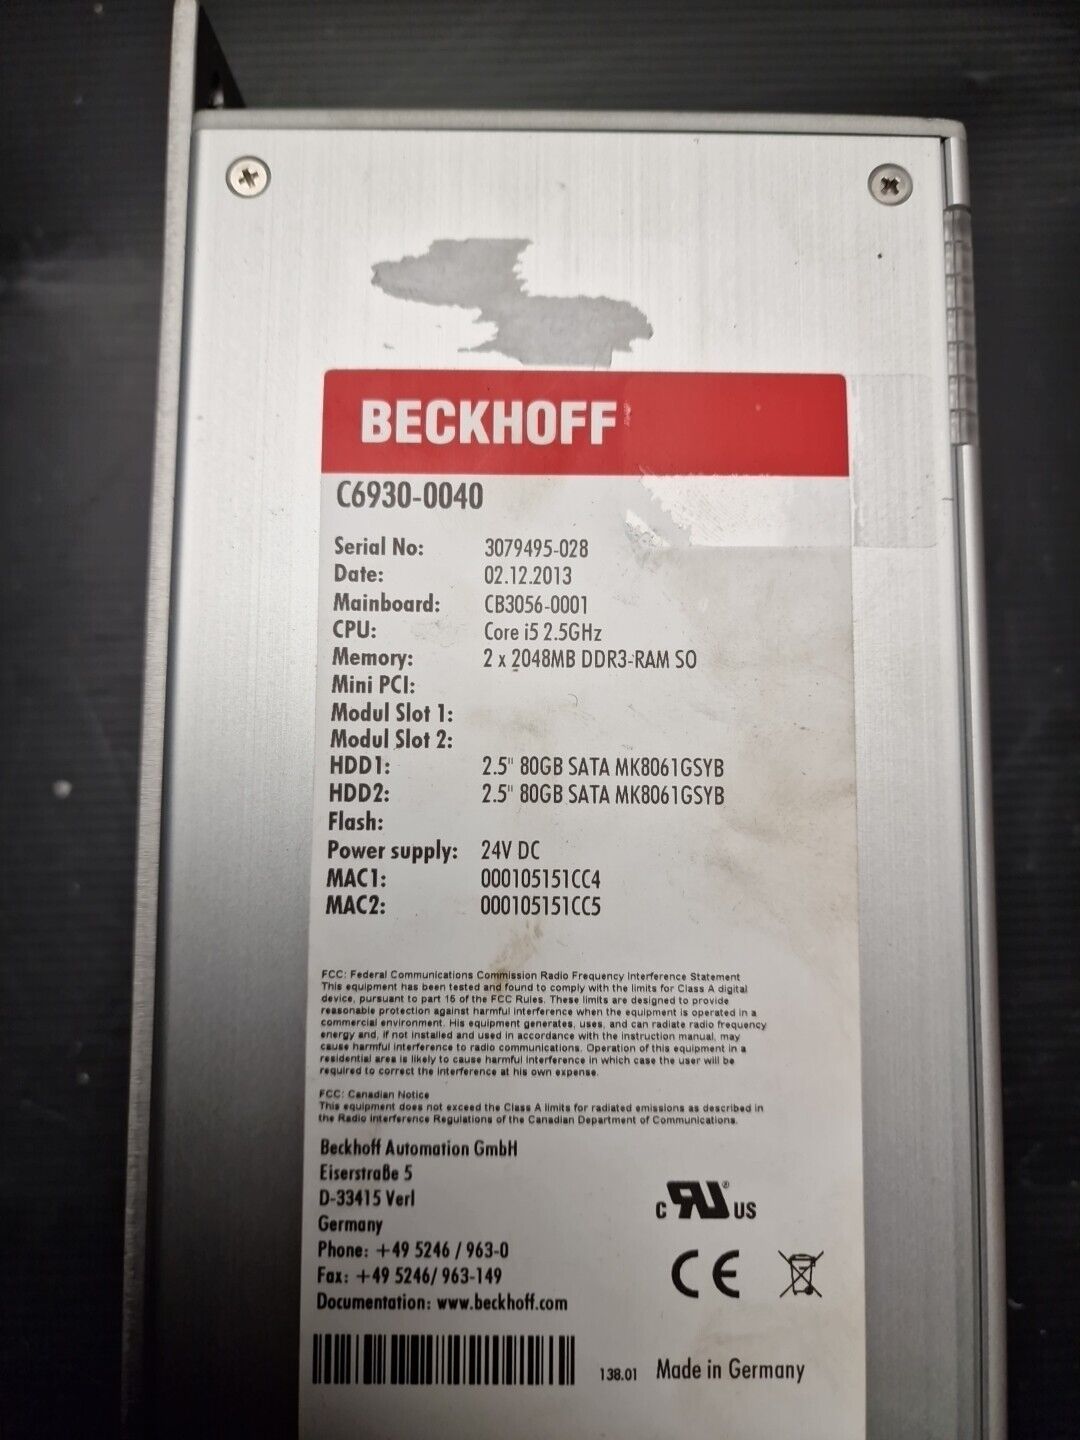 BECKHOFF
C6930-0040
Serial No: 3079495-028
Date: 02.12.2013
Mainboard: CB3056-0001
CPU: Core i5 2.5GHz
Memory: 2 x 2048MB DDR3-RAM SO
Mini PCI:
Modul Slot 1:
Modul Slot 2:
HDD1: 2.5" 80GB SATA MK8061GSYB
HDD2: 2.5" 80GB SATA MK8061GSYB
Flash:
Power supply: 24V DC
MAC1: 000105151CC4
MAC2: 000105151CC5
FCC: Federal Communications Commission Radio Frequency Interference Statement
This equipment has been tested and found to comply with the limits for Class A digital
device, pursuant to part 15 of the FCC Rules. These limits are designed to provide
reasonable protection against harmful interference when the equipment is operated in a
commercial environment. His equipment generates, uses, and can radiate radio frequency
energy and, if not installed and used in accordance with the instruction manual, may
cause harmful interference to radio communications. Operation of this equipment in a
residential area is likely to cause harmful interference in which case the user will be
required to correct the interference at his own expense.
FCC: Canadian Notice
This equipment does not exceed the Class A limits for radiated emissions as described in
the Radio Interference Regulations of the Canadian Department of Communications.
Beckhoff Automation GmbH
Eiserstraße 5
D-33415 Verl
Germany
Phone: +49 5246 / 963-0
Fax: +49 5246/ 963-149
Documentation: www.beckhoff.com
c RU® US
CE
138.01 Made in Germany